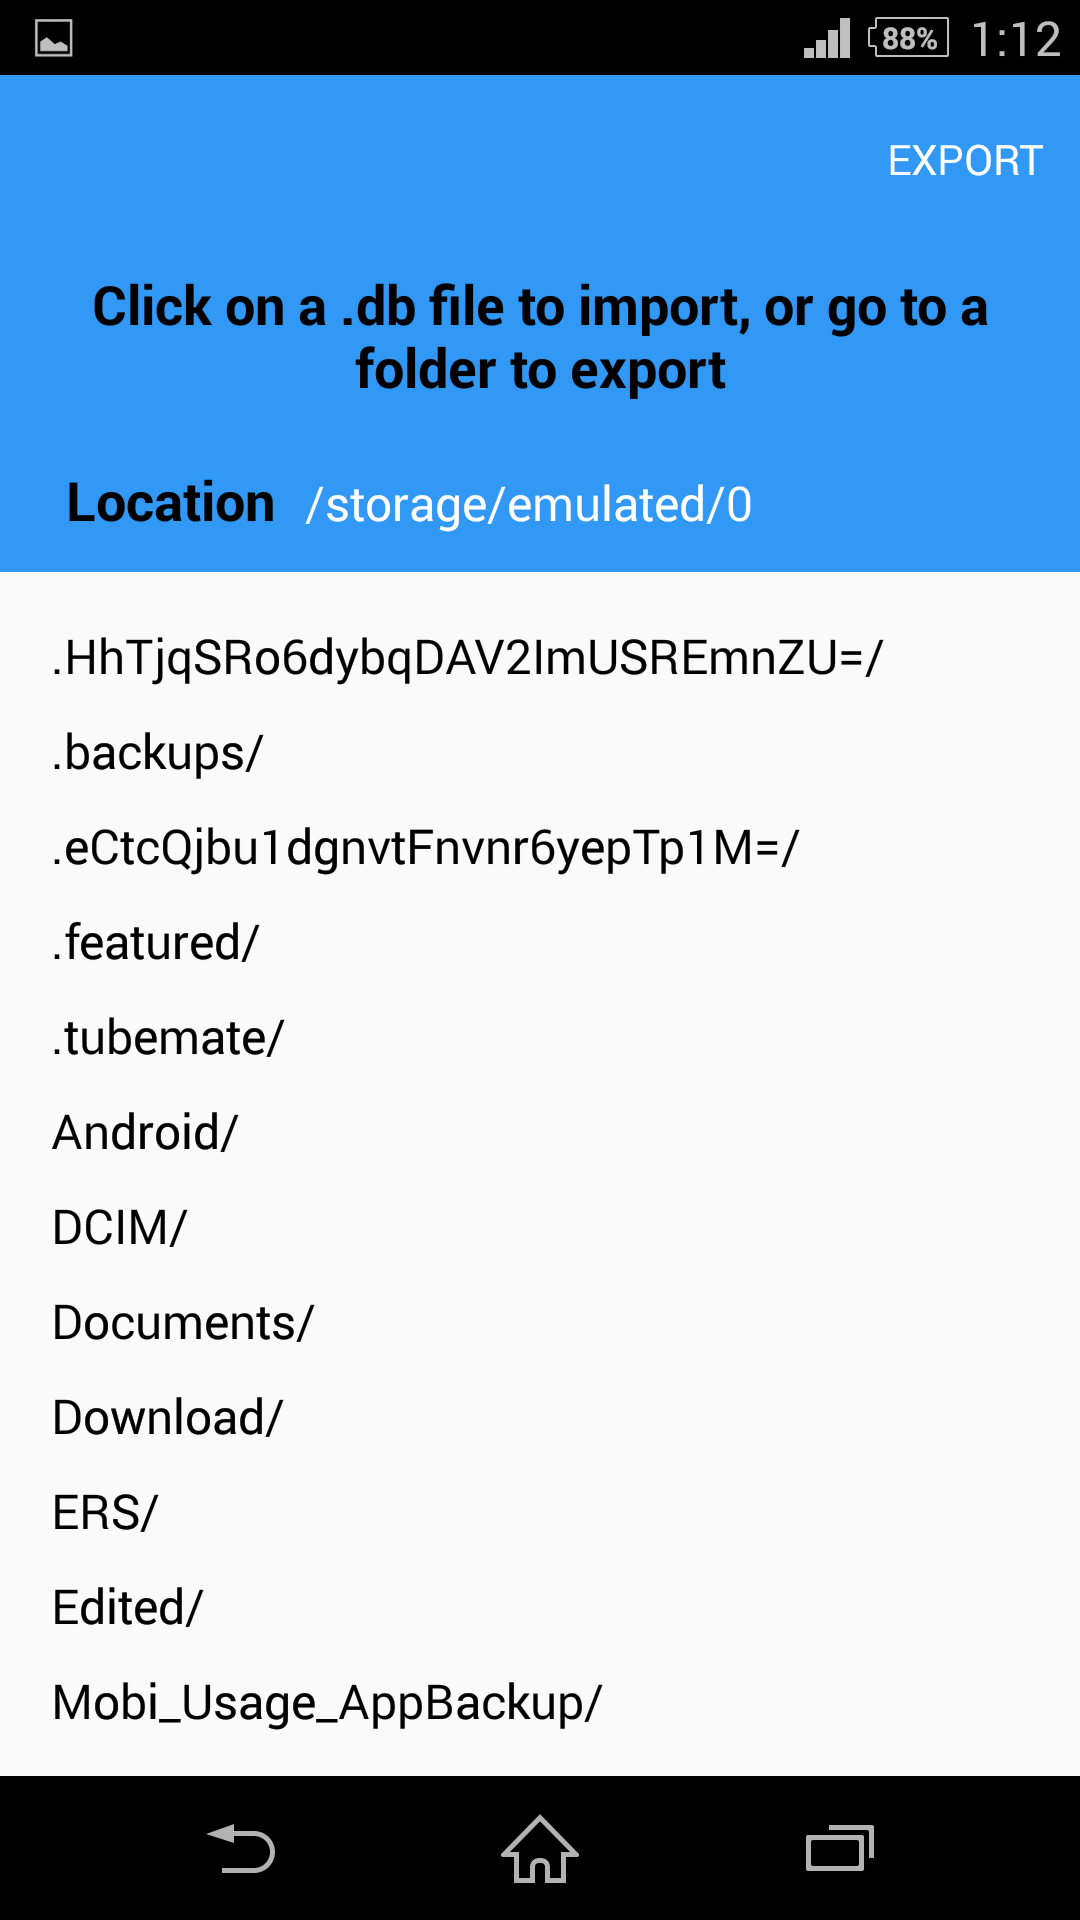 88% 1:12
EXPORT
Click on a .db file to import, or go to a
folder to export
Location /storage/emulated/0
.HhTjqSRo6dybqDAV2ImUSREmnZU=/
.backups/
.eCtcQjbu1dgnvtFnvnr6yepTp1M=/
.featured/
.tubemate/
Android/
DCIM/
Documents/
Download/
ERS/
Edited/
Mobi_Usage_AppBackup/